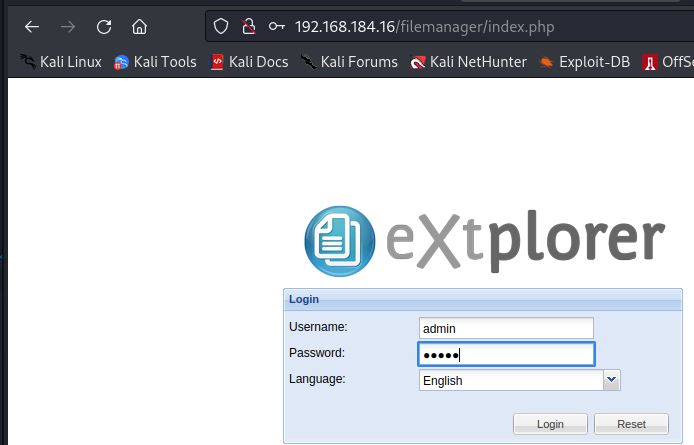 192.168.184.16/filemanager/index.php
Kali Linux Kali Tools Kali Docs Kali Forums Kali NetHunter Exploit-DB OffSe
eXtplorer
Login
Username: admin
Password: ●●●●●
Language: English
Login Reset